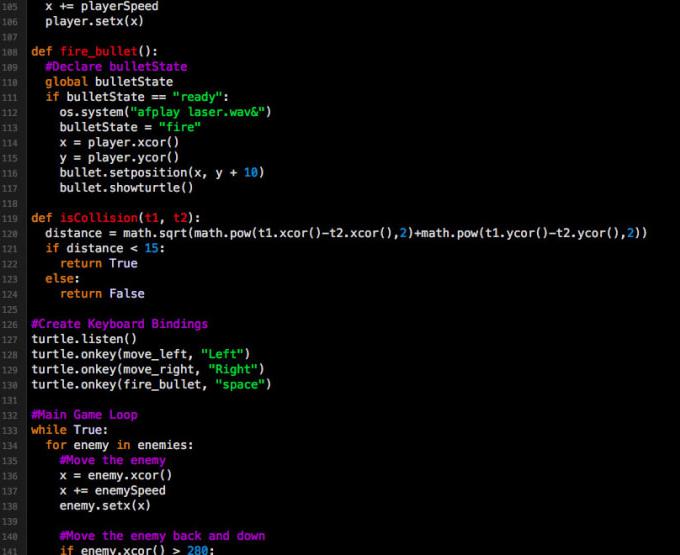 105 x += playerSpeed
106 player.setx(x)
107
108 def fire_bullet():
109 #Declare bulletState
110 global bulletState
111 if bulletState == "ready":
112 os.system("afplay laser.wav&")
113 bulletState = "fire"
114 x = player.xcor()
115 y = player.ycor()
116 bullet.setposition(x, y + 10)
117 bullet.showturtle()
118
119 def isCollision(t1, t2):
120 distance = math.sqrt(math.pow(t1.xcor()-t2.xcor(),2)+math.pow(t1.ycor()-t2.ycor(),2))
121 if distance < 15:
122 return True
123 else:
124 return False
125
126 #Create Keyboard Bindings
127 turtle.listen()
128 turtle.onkey(move_left, "Left")
129 turtle.onkey(move_right, "Right")
130 turtle.onkey(fire_bullet, "space")
131
132 #Main Game Loop
133 while True:
134 for enemy in enemies:
135 #Move the enemy
136 x = enemy.xcor()
137 x += enemySpeed
138 enemy.setx(x)
139
140 #Move the enemy back and down
141 if enemy.xcor() > 280: